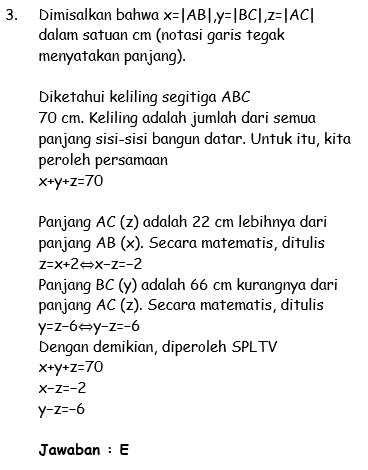 3. Dimisalkan bahwa x=|AB|,y=|BC|,z=|AC|
dalam satuan cm (notasi garis tegak
menyatakan panjang).
Diketahui keliling segitiga ABC
70 cm. Keliling adalah jumlah dari semua
panjang sisi-sisi bangun datar. Untuk itu, kita
peroleh persamaan
x+y+z=70
Panjang AC (z) adalah 22 cm lebihnya dari
panjang AB (x). Secara matematis, ditulis
z=x+2⇔x−z=−2
Panjang BC (y) adalah 66 cm kurangnya dari
panjang AC (z). Secara matematis, ditulis
y=z−6⇔y−z=−6
Dengan demikian, diperoleh SPLTV
x+y+z=70
x−z=−2
y−z=−6
Jawaban : E